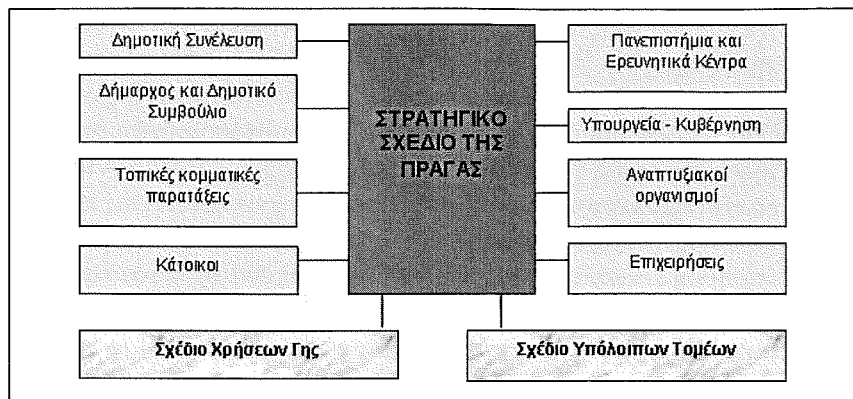 Δημοτική Συνέλευση
Δήμαρχος και Δημοτικό
Συμβούλιο
Τοπικές κομματικές
παρατάξεις
Κάτοικοι
ΣΤΡΑΤΗΓΙΚΟ
ΣΧΕΔΙΟ ΤΗΣ
ΠΡΑΓΑΣ
Πανεπιστήμια και
Ερευνητικά Κέντρα
Υπουργεία - Κυβέρνηση
Αναπτυξιακοί
οργανισμοί
Επιχειρήσεις
Σχέδιο Χρήσεων Γης
Σχέδιο Υπόλοιπων Τομέων